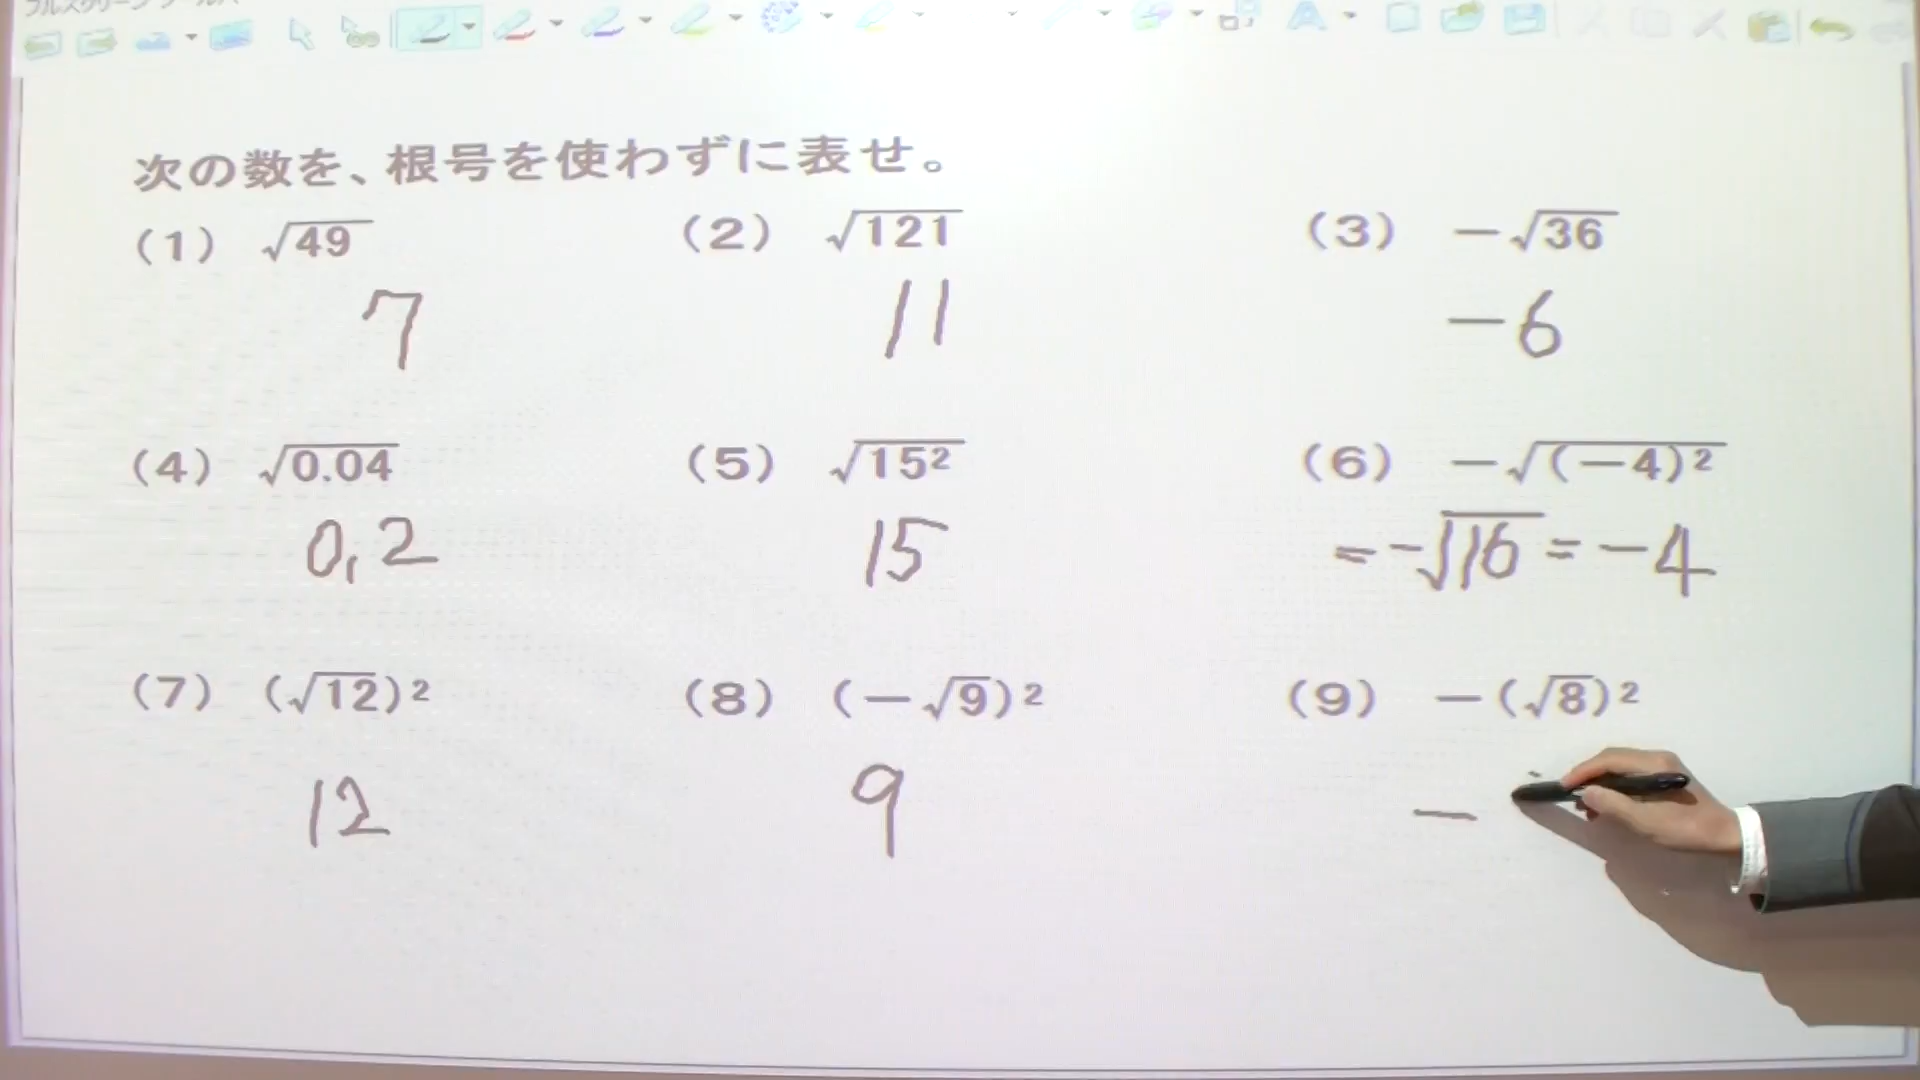 次の数を、根号を使わずに表せ。
(1) √49 (2) √121 (3) －√36
7 11 －6
(4) √0.04 (5) √15² (6) －√(－4)²
0,2 15 =－√16=－4
(7) (√12)² (8) (－√9)² (9) －(√8)²
12 9 －